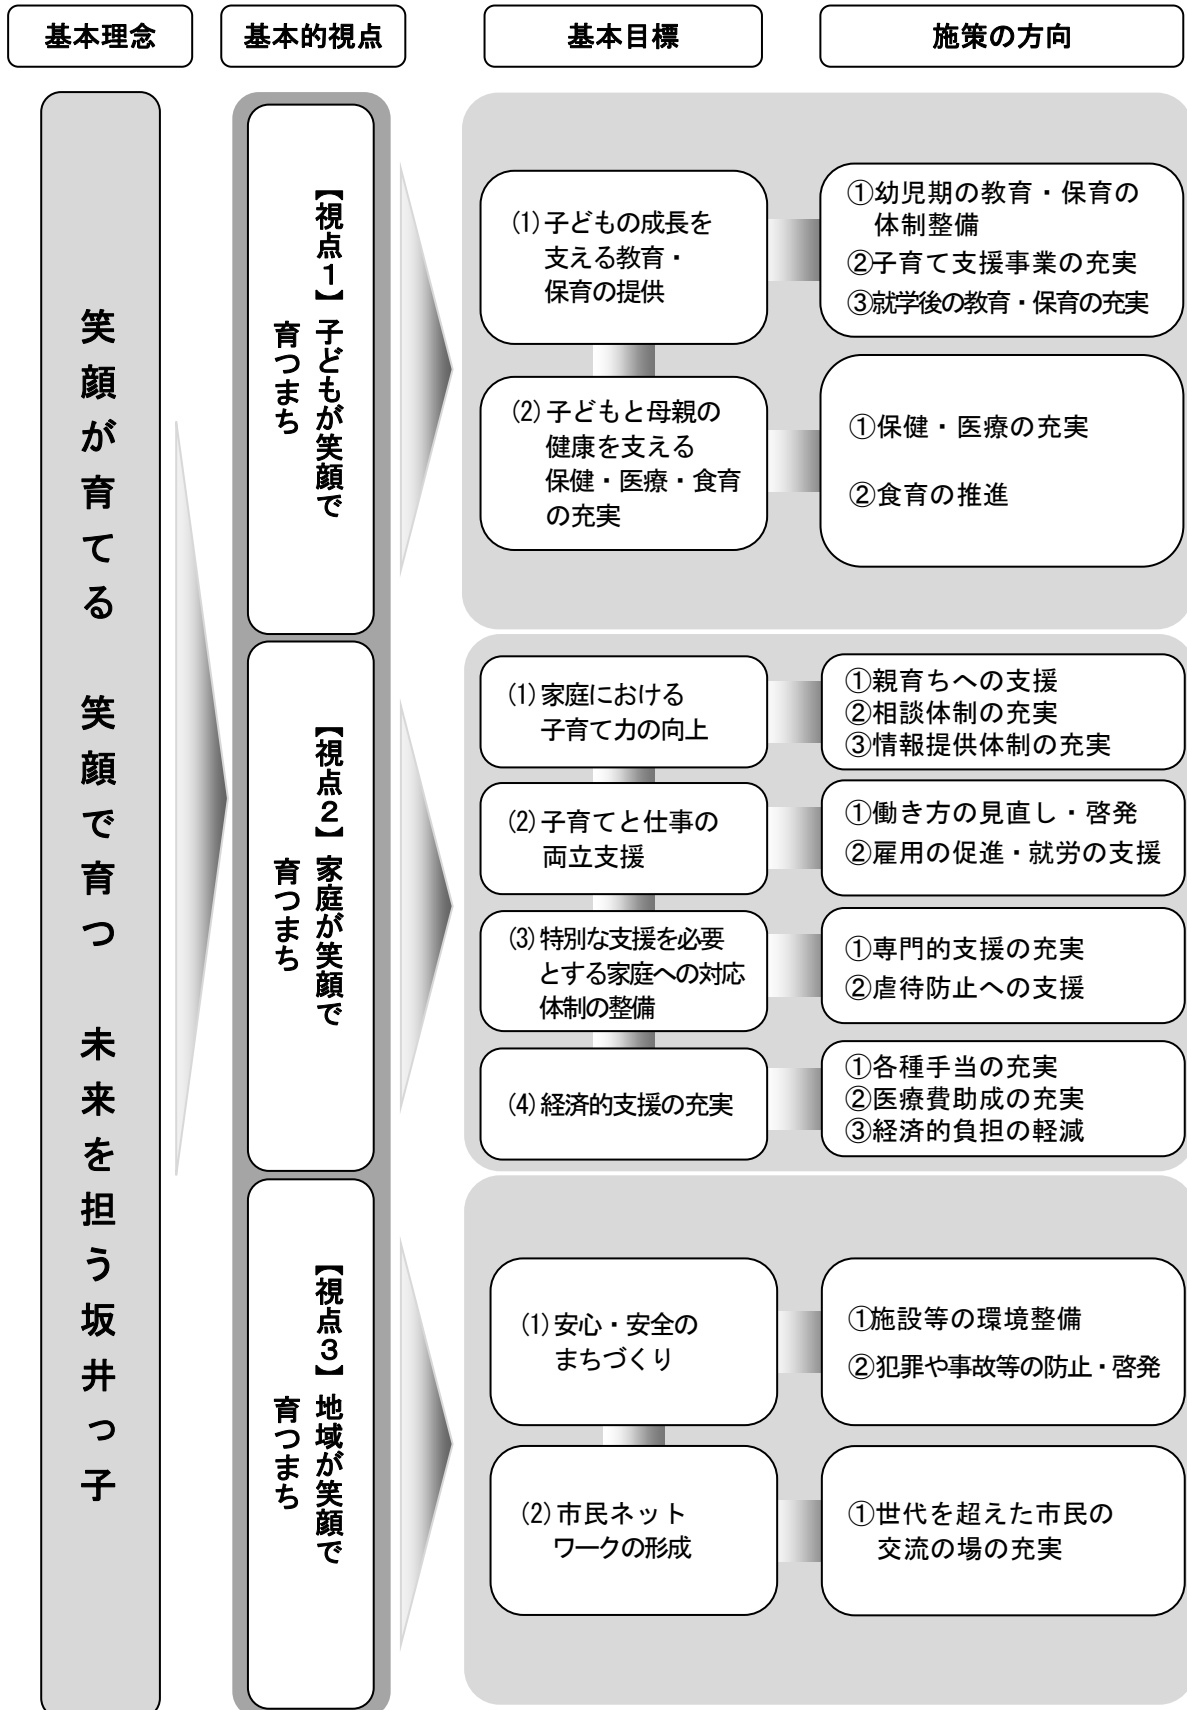 基本理念
基本的視点
基本目標
施策の方向
笑顔が育てる　笑顔で育つ　未来を担う坂井っ子
【視点１】子どもが笑顔で
育つまち
(1)子どもの成長を
支える教育・
保育の提供
①幼児期の教育・保育の
体制整備
②子育て支援事業の充実
③就学後の教育・保育の充実
(2)子どもと母親の
健康を支える
保健・医療・食育
の充実
①保健・医療の充実
②食育の推進
【視点２】家庭が笑顔で
育つまち
(1)家庭における
子育て力の向上
①親育ちへの支援
②相談体制の充実
③情報提供体制の充実
(2)子育てと仕事の
両立支援
①働き方の見直し・啓発
②雇用の促進・就労の支援
(3)特別な支援を必要
とする家庭への対応
体制の整備
①専門的支援の充実
②虐待防止への支援
(4)経済的支援の充実
①各種手当の充実
②医療費助成の充実
③経済的負担の軽減
【視点３】地域が笑顔で
育つまち
(1)安心・安全の
まちづくり
①施設等の環境整備
②犯罪や事故等の防止・啓発
(2)市民ネット
ワークの形成
①世代を超えた市民の
交流の場の充実